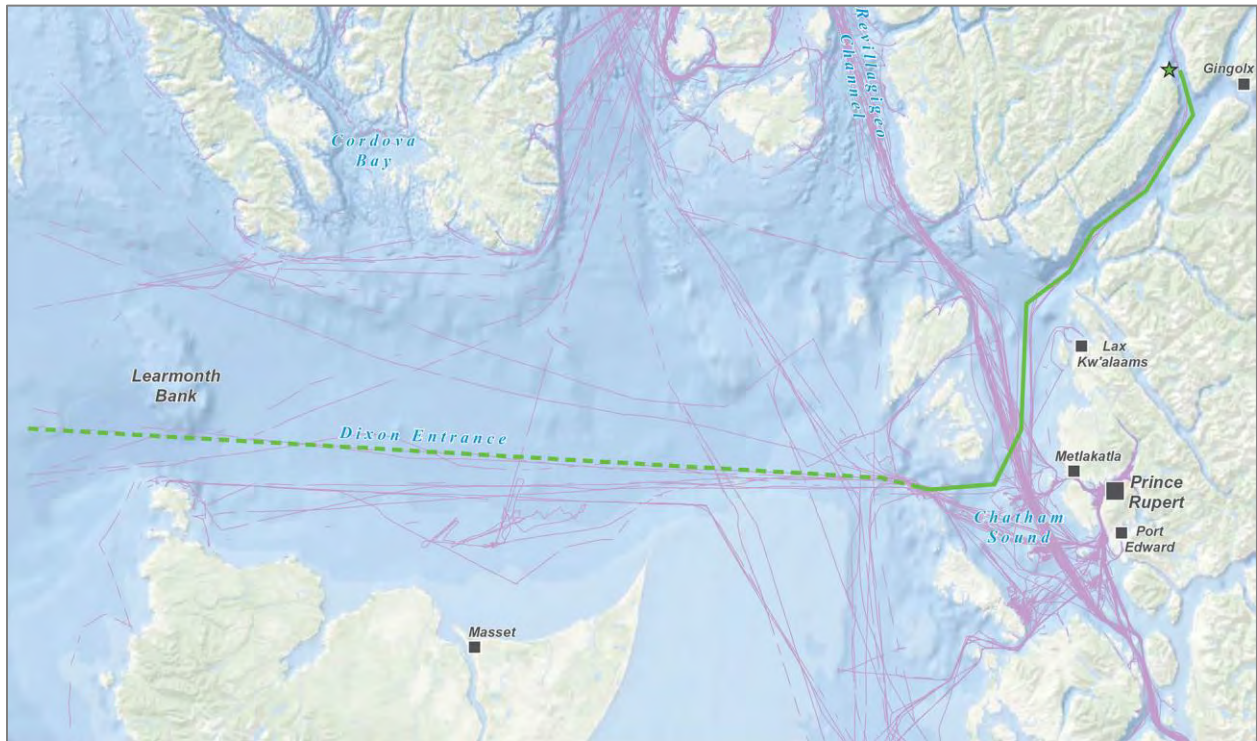 Revillagigeo
Channel
Gingolx
Cordova
Bay
Lax
Kw'alaams
Learmonth
Bank
Dixon Entrance
Metlakatla
Prince
Rupert
Chatham
Sound
Port
Edward
Masset